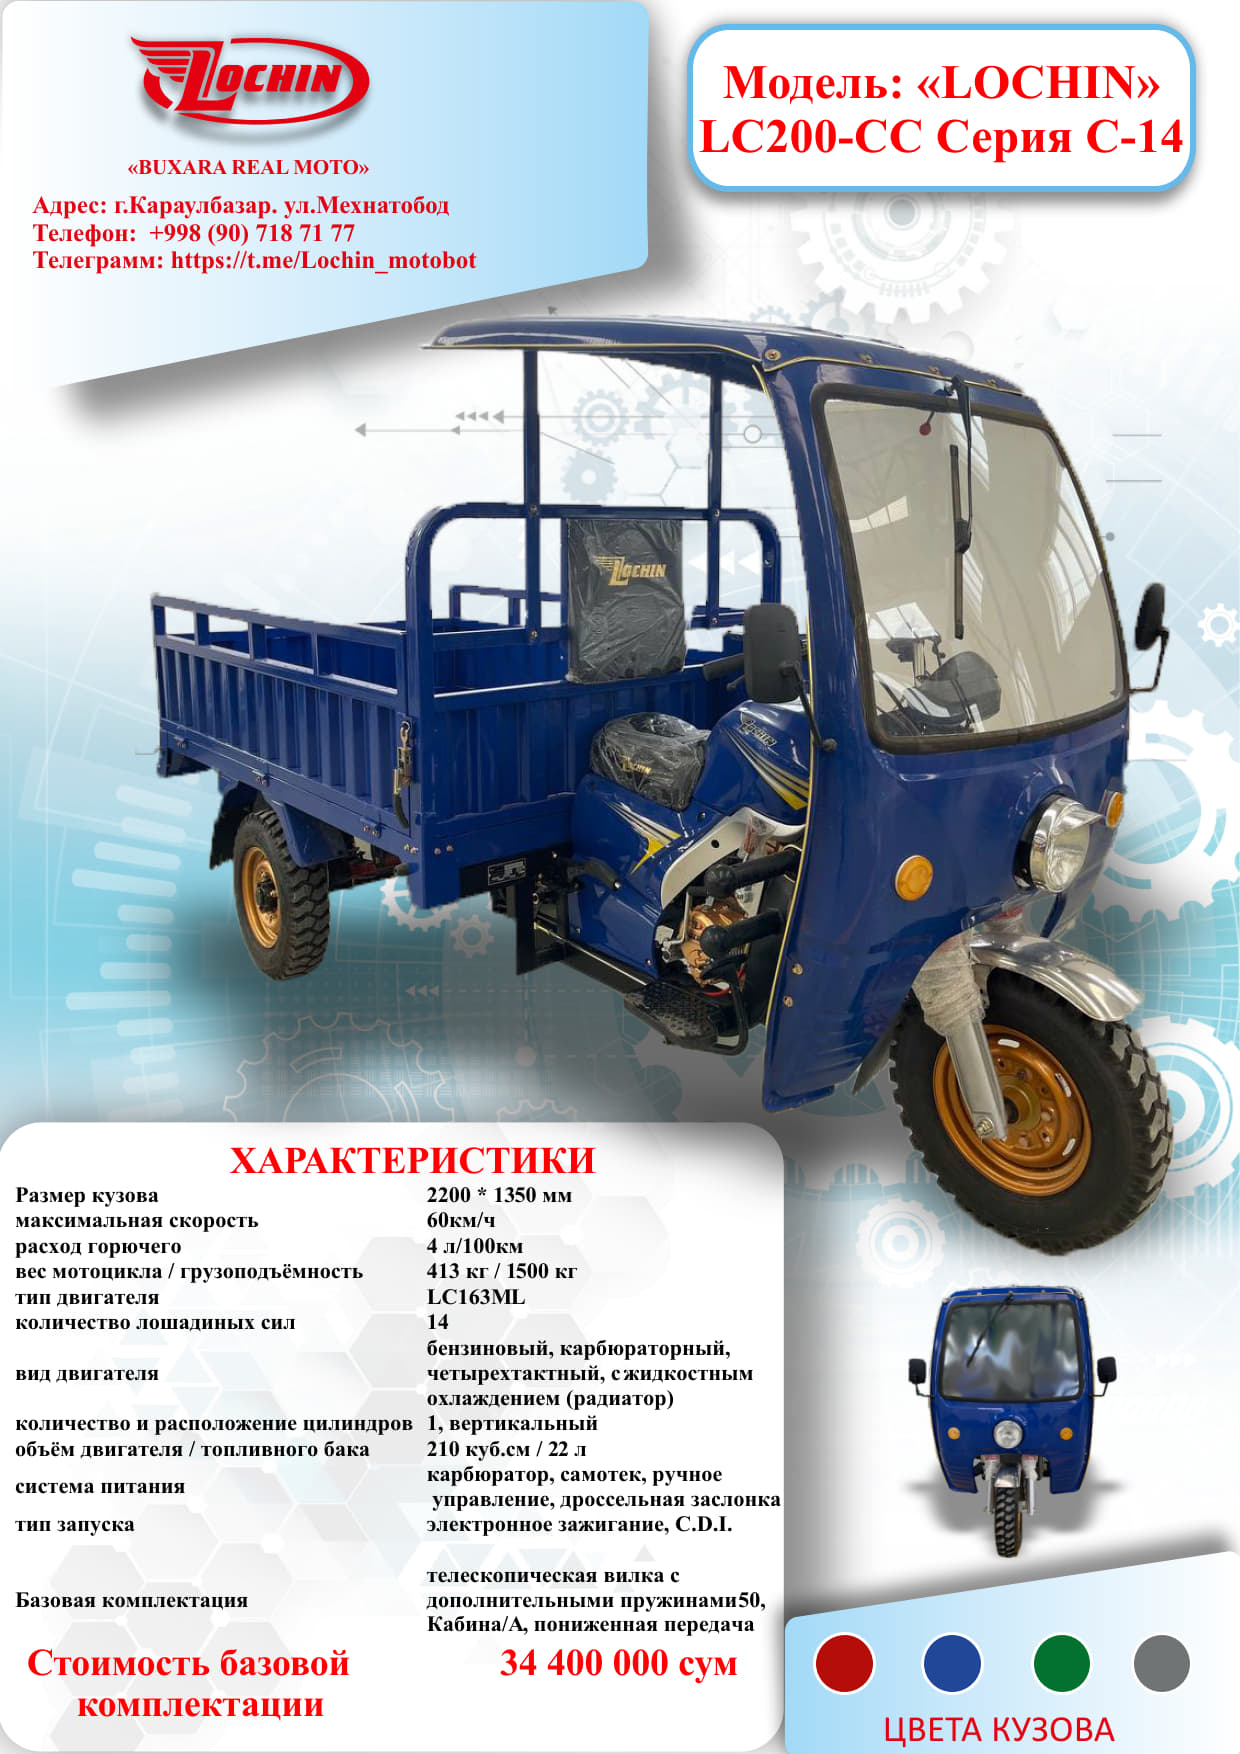 LOCHIN
«BUXARA REAL MOTO»
Адрес: г.Караулбазар. ул.Мехнатобод
Телефон: +998 (90) 718 71 77
Телеграмм: https://t.me/Lochin_motobot
Модель: «LOCHIN»
LC200-CC Серия C-14
LOCHIN
LOCHIN
LOCHIN
ХАРАКТЕРИСТИКИ
Размер кузова 2200 * 1350 мм
максимальная скорость 60км/ч
расход горючего 4 л/100км
вес мотоцикла / грузоподъёмность 413 кг / 1500 кг
тип двигателя LC163ML
количество лошадиных сил 14
вид двигателя бензиновый, карбюраторный,
четырехтактный, с жидкостным
охлаждением (радиатор)
количество и расположение цилиндров 1, вертикальный
объём двигателя / топливного бака 210 куб.см / 22 л
система питания карбюратор, самотек, ручное
управление, дроссельная заслонка
тип запуска электронное зажигание, C.D.I.
Базовая комплектация телескопическая вилка с
дополнительными пружинами50,
Кабина/А, пониженная передача
Стоимость базовой 34 400 000 сум
комплектации
ЦВЕТА КУЗОВА